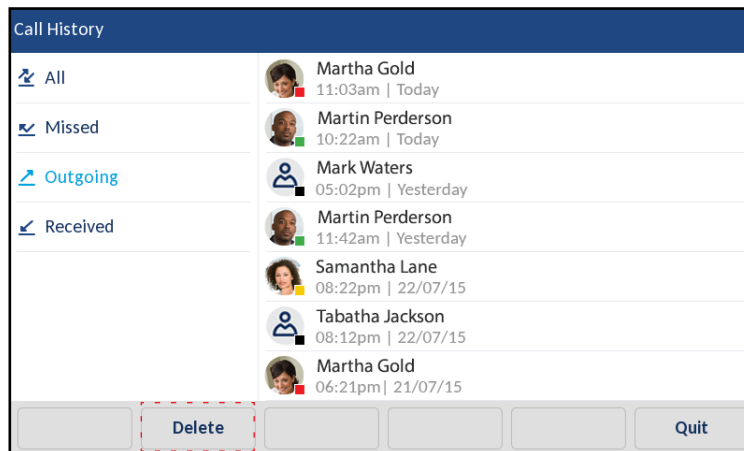 Call History
All
Missed
Outgoing
Received
Martha Gold
11:03am | Today
Martin Perderson
10:22am | Today
Mark Waters
05:02pm | Yesterday
Martin Perderson
11:42am | Yesterday
Samantha Lane
08:22pm | 22/07/15
Tabatha Jackson
08:12pm | 22/07/15
Martha Gold
06:21pm| 21/07/15
Delete
Quit